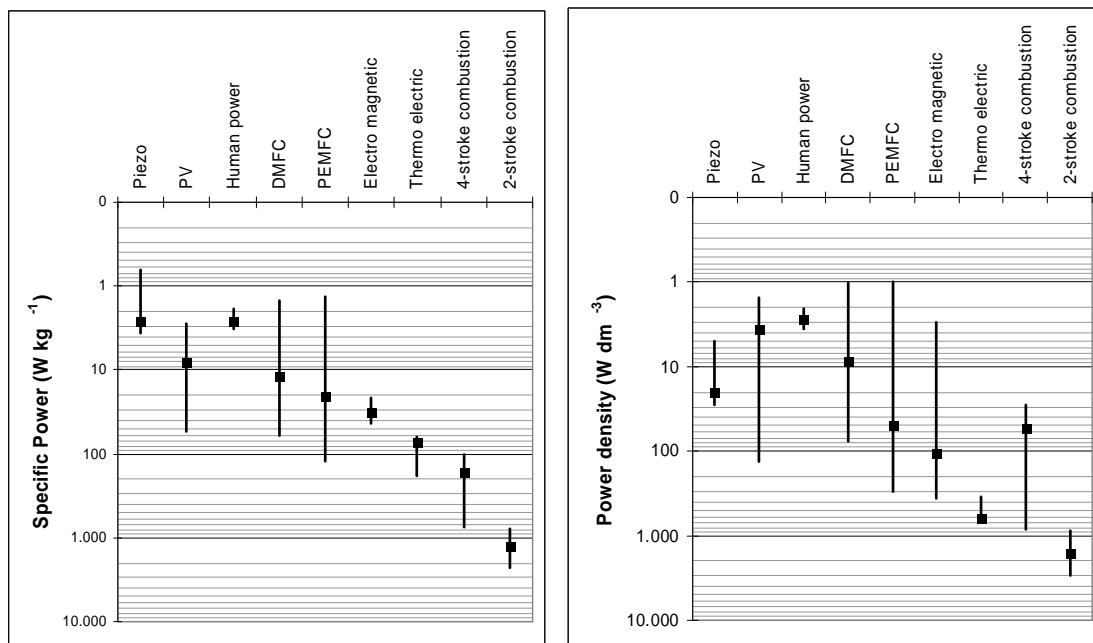 Piezo
PV
Human power
DMFC
PEMFC
Electro magnetic
Thermo electric
4-stroke combustion
2-stroke combustion
0
1
10
100
1.000
10.000
Specific Power (W kg -1)
Piezo
PV
Human power
DMFC
PEMFC
Electro magnetic
Thermo electric
4-stroke combustion
2-stroke combustion
0
1
10
100
1.000
10.000
Power density (W dm -3)